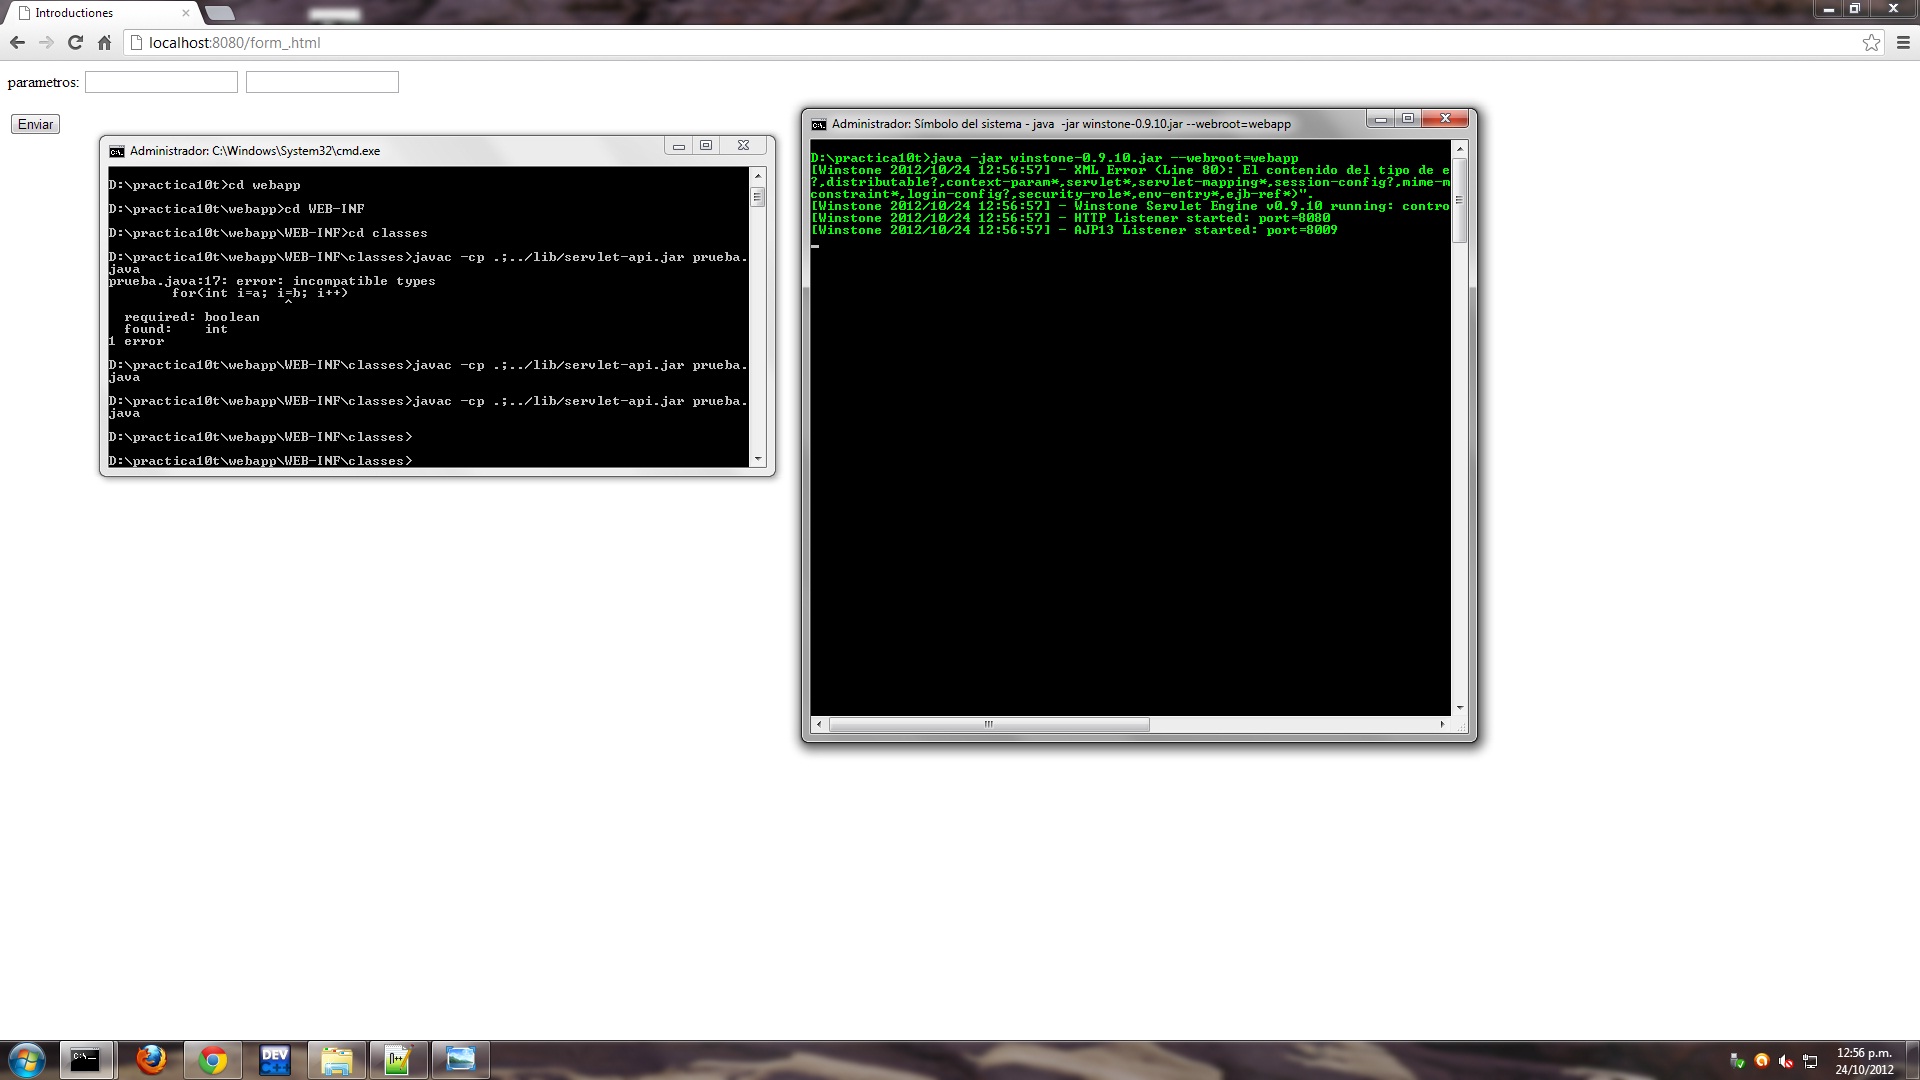 Introductiones
localhost:8080/form_.html
parametros:
Enviar
Administrador: C:\Windows\System32\cmd.exe
D:\practica10t>cd webapp
D:\practica10t\webapp>cd WEB-INF
D:\practica10t\webapp\WEB-INF>cd classes
D:\practica10t\webapp\WEB-INF\classes>javac -cp .;../lib/servlet-api.jar prueba.
java
prueba.java:17: error: incompatible types
for(int i=a; i=b; i++)
^
required: boolean
found: int
1 error
D:\practica10t\webapp\WEB-INF\classes>javac -cp .;../lib/servlet-api.jar prueba.
java
D:\practica10t\webapp\WEB-INF\classes>javac -cp .;../lib/servlet-api.jar prueba.
java
D:\practica10t\webapp\WEB-INF\classes>
D:\practica10t\webapp\WEB-INF\classes>
Administrador: Símbolo del sistema - java -jar winstone-0.9.10.jar --webroot=webapp
D:\practica10t>java -jar winstone-0.9.10.jar --webroot=webapp
[Winstone 2012/10/24 12:56:57] - XML Error (Line 80): El contenido del tipo de e
?,distributable?,context-param*,servlet*,servlet-mapping*,session-config?,mime-m
constraint*,login-config?,security-role*,env-entry*,ejb-ref*)".
[Winstone 2012/10/24 12:56:57] - Winstone Servlet Engine v0.9.10 running: contro
[Winstone 2012/10/24 12:56:57] - HTTP Listener started: port=8080
[Winstone 2012/10/24 12:56:57] - AJP13 Listener started: port=8009
DEV
C++
12:56 p.m.
24/10/2012